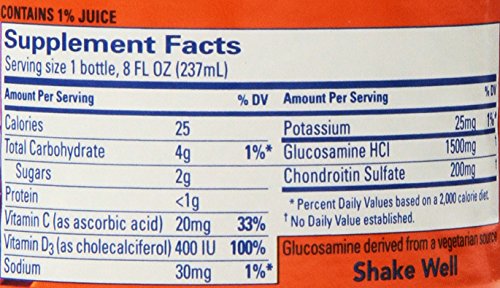 CONTAINS 1% JUICE
Supplement Facts
Serving size 1 bottle, 8 FL OZ (237mL)
Amount Per Serving % DV
Calories 25
Total Carbohydrate 4g 1%*
Sugars 2g
Protein <1g
Vitamin C (as ascorbic acid) 20mg 33%
Vitamin D3 (as cholecalciferol) 400 IU 100%
Sodium 30mg 1%*
Amount Per Serving % DV
Potassium 25mg 1%*
Glucosamine HCl 1500mg †
Chondroitin Sulfate 200mg †
* Percent Daily Values based on a 2,000 calorie diet.
† No Daily Value established.
Glucosamine derived from a vegetarian source
Shake Well